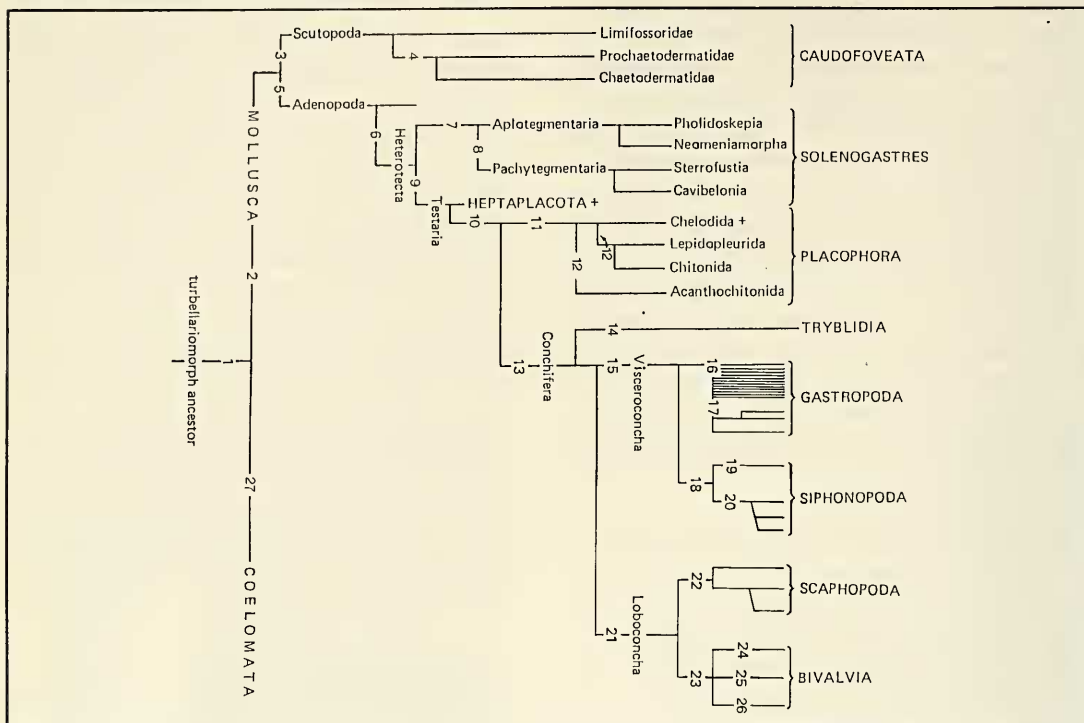 Scutopoda
Limifossoridae
Prochaetodermatidae
Chaetodermatidae
CAUDOFOVEATA
3
4
5
Adenopoda
6
Heterotecta
7
Aplotegmentaria
Pholidoskepia
Neomeniamorpha
8
Pachytegmentaria
Sterrofustia
Cavibelonia
SOLENOGASTRES
9
Testaria
HEPTAPLACOTA +
10
11
Chelodida +
12
Lepidopleurida
Chitonida
12
Acanthochitonida
PLACOPHORA
MOLLUSCA
2
turbellariomorph ancestor
1
27
COELOMATA
13
Conchifera
14
TRYBLIDIA
15
Visceroconcha
16
17
GASTROPODA
18
19
20
SIPHONOPODA
21
Loboconcha
22
SCAPHOPODA
23
24
25
26
BIVALVIA